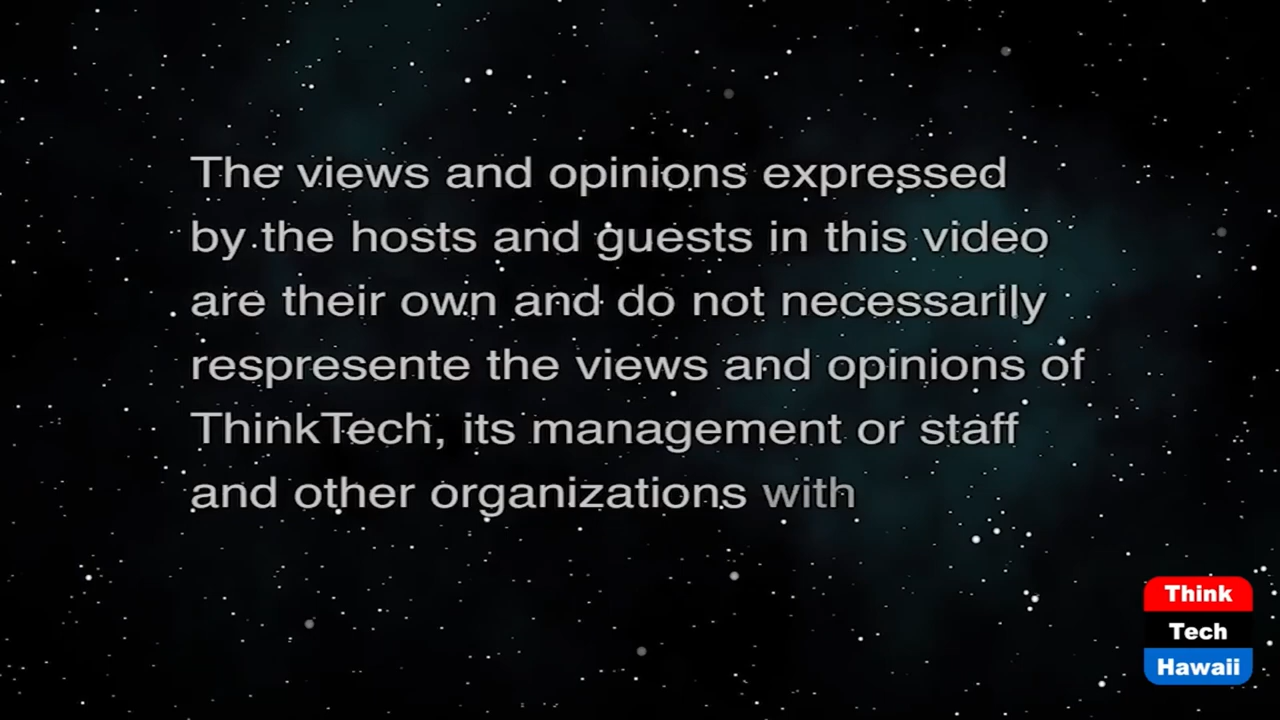 The views and opinions expressed
by the hosts and guests in this video
are their own and do not necessarily
respresente the views and opinions of
ThinkTech, its management or staff
and other organizations with
Think
Tech
Hawaii